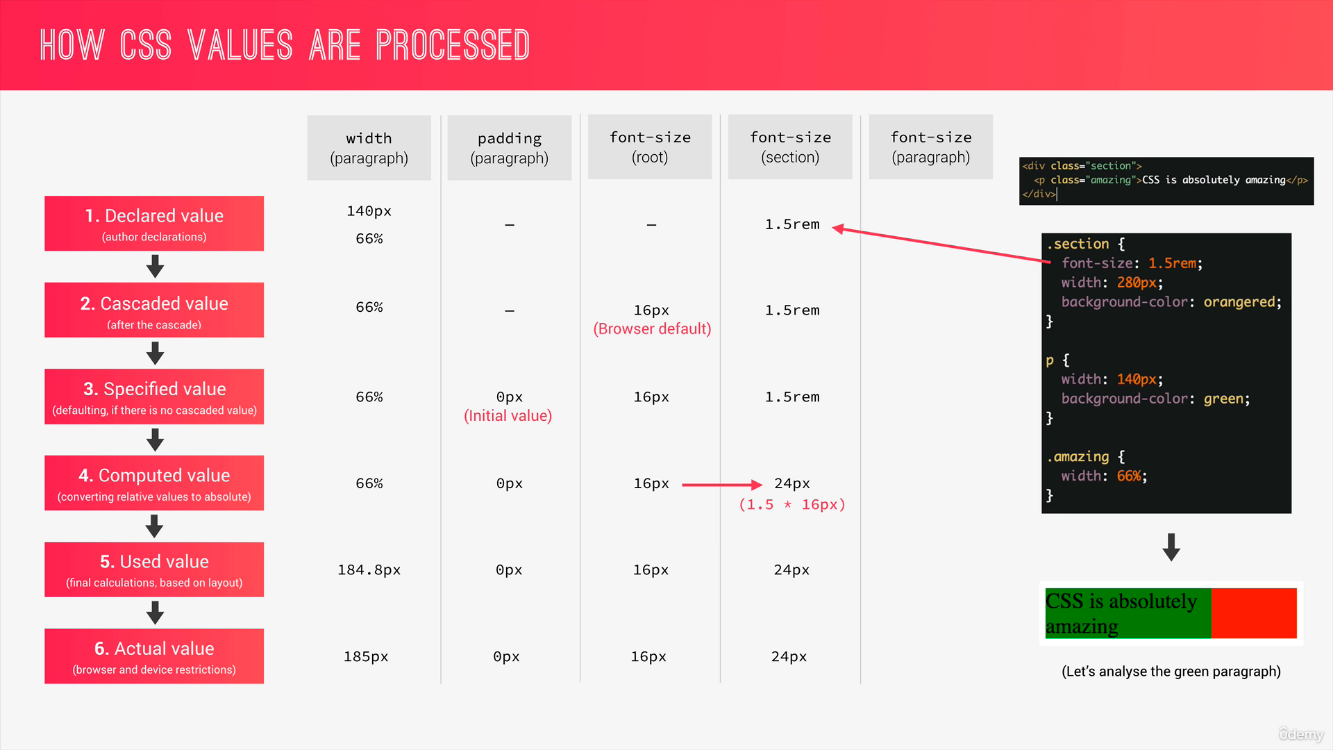 HOW CSS VALUES ARE PROCESSED
width
(paragraph)
padding
(paragraph)
font-size
(root)
font-size
(section)
font-size
(paragraph)
1. Declared value
(author declarations)
140px
66%
–
–
1.5rem
2. Cascaded value
(after the cascade)
66%
–
16px
(Browser default)
1.5rem
3. Specified value
(defaulting, if there is no cascaded value)
66%
0px
(Initial value)
16px
1.5rem
4. Computed value
(converting relative values to absolute)
66%
0px
16px
24px
(1.5 * 16px)
5. Used value
(final calculations, based on layout)
184.8px
0px
16px
24px
6. Actual value
(browser and device restrictions)
185px
0px
16px
24px
<div class="section">
<p class="amazing">CSS is absolutely amazing</p>
</div>
.section {
font-size: 1.5rem;
width: 280px;
background-color: orangered;
}
p {
width: 140px;
background-color: green;
}
.amazing {
width: 66%;
}
CSS is absolutely
amazing
(Let's analyse the green paragraph)
ûdemy